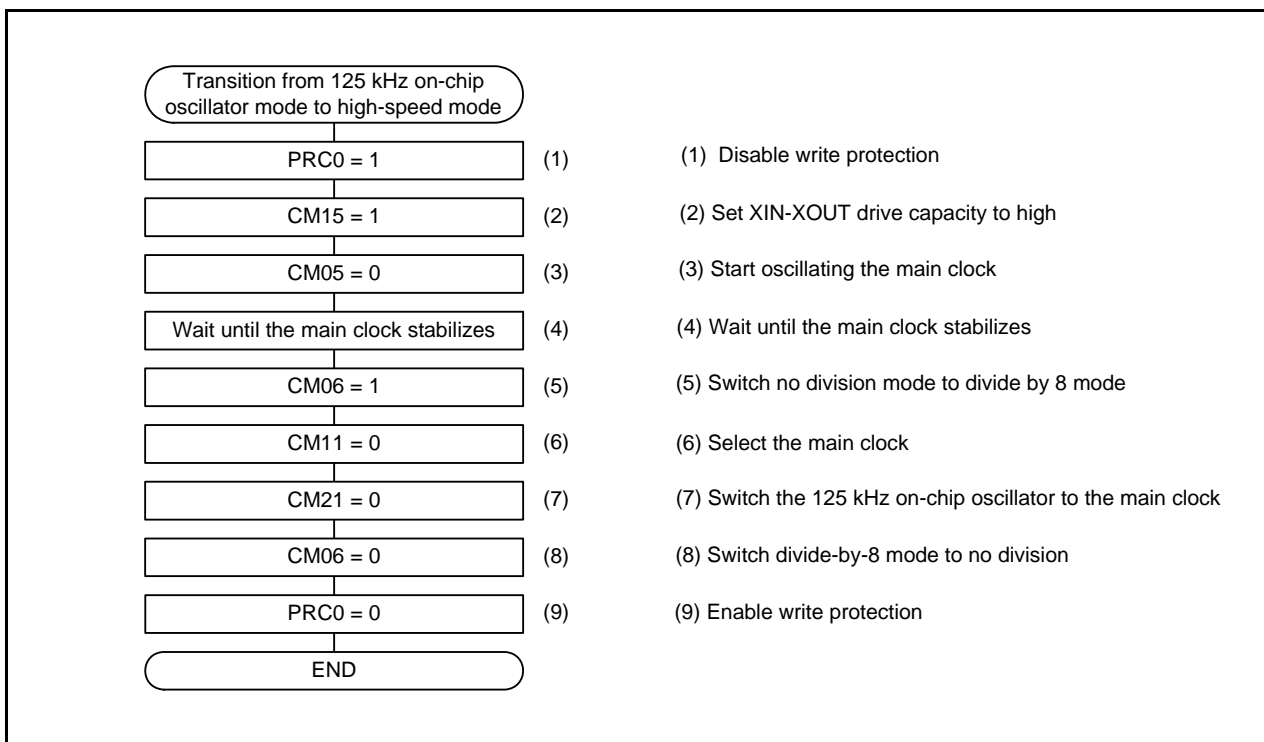 Transition from 125 kHz on-chip
oscillator mode to high-speed mode
PRC0 = 1 (1) (1) Disable write protection
CM15 = 1 (2) (2) Set XIN-XOUT drive capacity to high
CM05 = 0 (3) (3) Start oscillating the main clock
Wait until the main clock stabilizes (4) (4) Wait until the main clock stabilizes
CM06 = 1 (5) (5) Switch no division mode to divide by 8 mode
CM11 = 0 (6) (6) Select the main clock
CM21 = 0 (7) (7) Switch the 125 kHz on-chip oscillator to the main clock
CM06 = 0 (8) (8) Switch divide-by-8 mode to no division
PRC0 = 0 (9) (9) Enable write protection
END